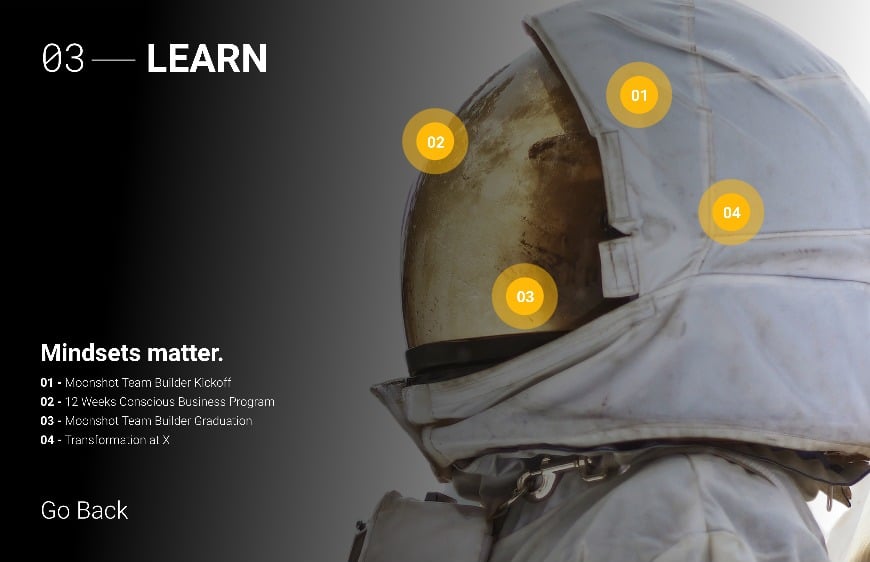 03 — LEARN
01
02
04
03
Mindsets matter.
01 - Moonshot Team Builder Kickoff
02 - 12 Weeks Conscious Business Program
03 - Moonshot Team Builder Graduation
04 - Transformation at X
Go Back